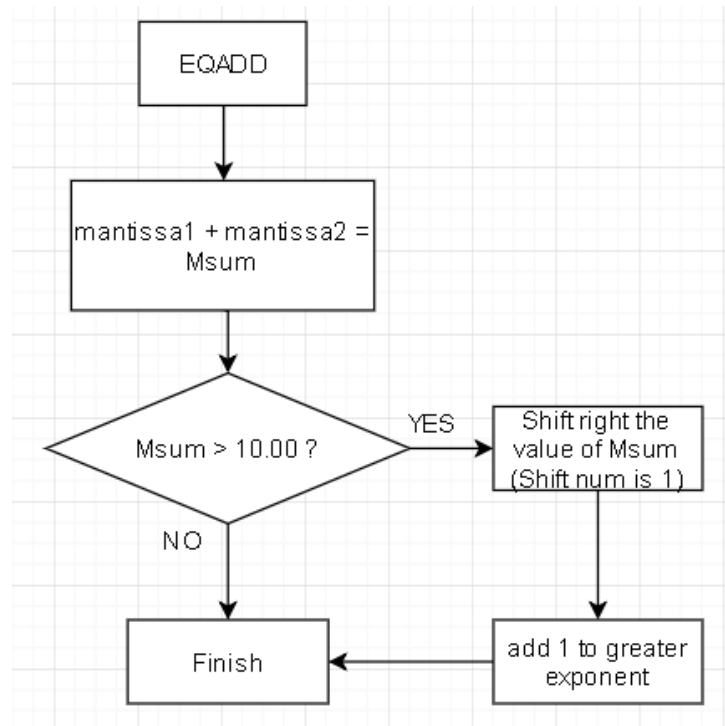 EQADD
mantissa1 + mantissa2 =
Msum
Msum > 10.00 ?
YES
Shift right the
value of Msum
(Shift num is 1)
NO
Finish
add 1 to greater
exponent